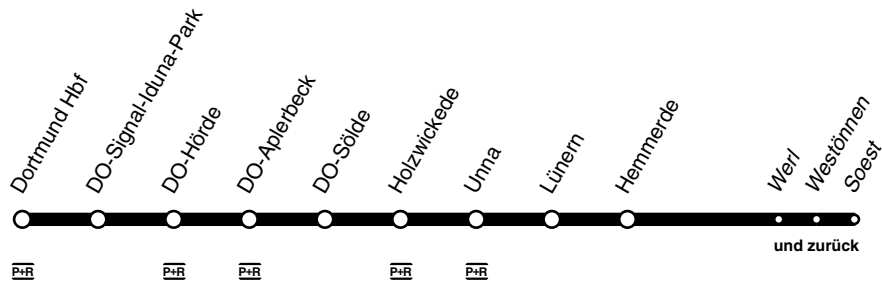 Dortmund Hbf
DO-Signal-Iduna-Park
DO-Hörde
DO-Aplerbeck
DO-Sölde
Holzwickede
Unna
Lünern
Hemmerde
Werl
Westönnen
Soest
und zurück
P+R
P+R
P+R
P+R
P+R